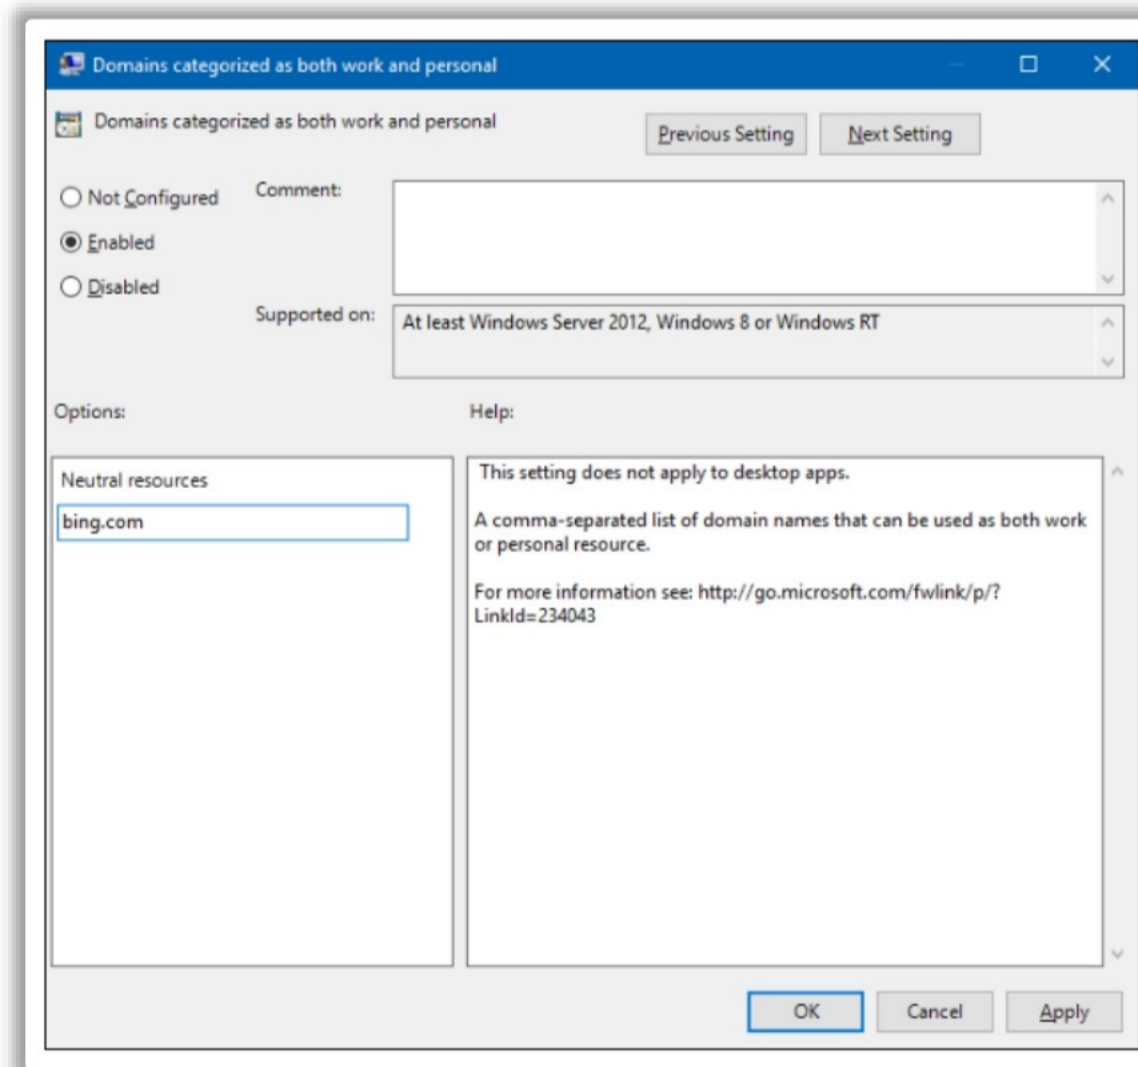 Domains categorized as both work and personal
Domains categorized as both work and personal
Previous Setting
Next Setting
Not Configured
Comment:
Enabled
Disabled
Supported on:
At least Windows Server 2012, Windows 8 or Windows RT
Options:
Help:
Neutral resources
bing.com
This setting does not apply to desktop apps.
A comma-separated list of domain names that can be used as both work
or personal resource.
For more information see: http://go.microsoft.com/fwlink/p/?
LinkId=234043
OK
Cancel
Apply